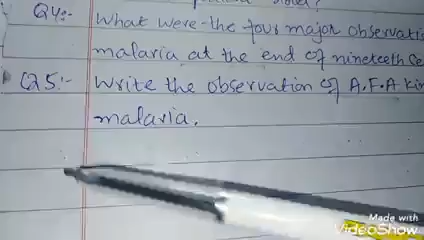 Q4:- What were the four major observati
malaria at the end of nineteeth Ce
Q5:- Write the observation of A.F.A Kin
malaria.
Made with
VideoShow